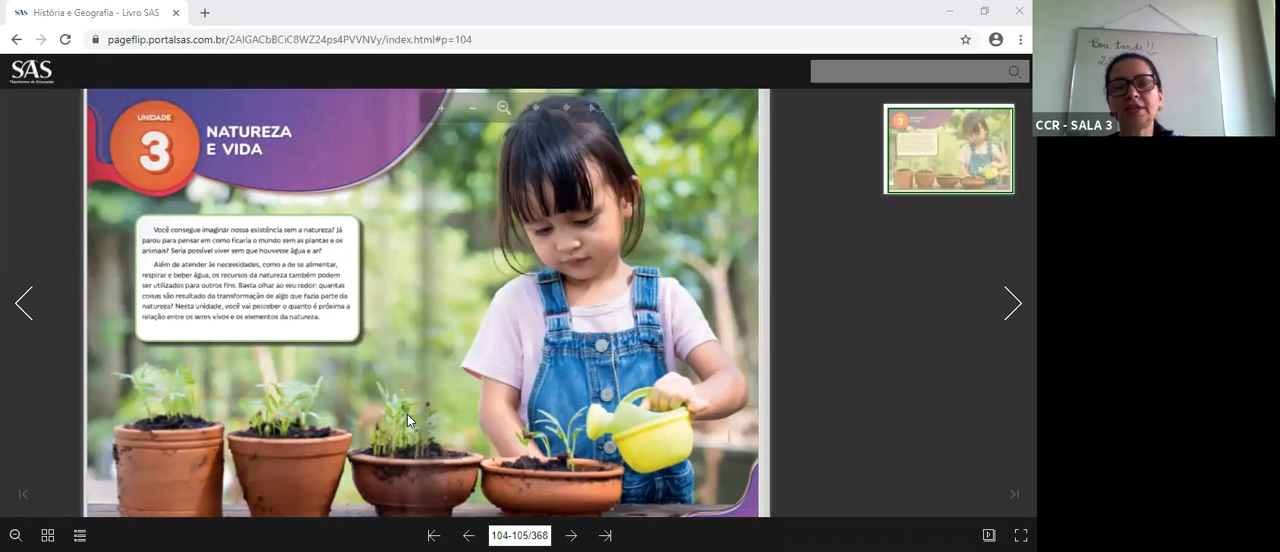 SAS História e Geografia - Livro SAS
pageflip.portalsas.com.br/2AIGACbBCiC8WZ24ps4PVVNVy/index.html#p=104
SAS
Plataforma de Educação
UNIDADE
3
NATUREZA
E VIDA
Você consegue imaginar nossa existência sem a natureza? Já
parou para pensar em como ficaria o mundo sem as plantas e os
animais? Seria possível viver sem que houvesse água e ar?
Além de atender às necessidades, como a de se alimentar,
respirar e beber água, os recursos da natureza também podem
ser utilizados para outros fins. Basta olhar ao seu redor: quantas
coisas são resultado da transformação de algo que fazia parte da
natureza? Nesta unidade, você vai perceber o quanto é próxima a
relação entre os seres vivos e os elementos da natureza.
104-105/368
Boa tarde!!
CCR - SALA 3